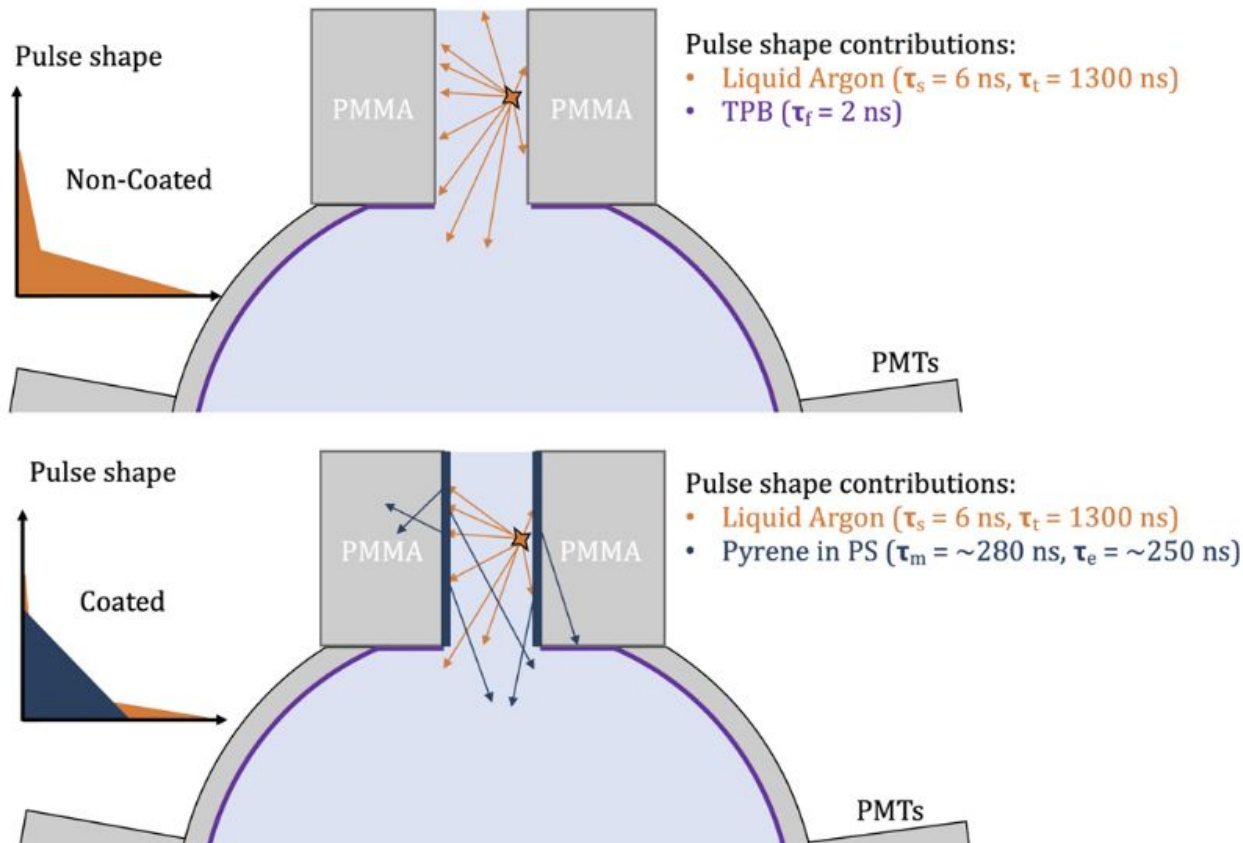 Pulse shape
Non-Coated
PMMA
PMMA
Pulse shape contributions:
• Liquid Argon (τs = 6 ns, τt = 1300 ns)
• TPB (τf = 2 ns)
PMTs
Pulse shape
Coated
PMMA
PMMA
Pulse shape contributions:
• Liquid Argon (τs = 6 ns, τt = 1300 ns)
• Pyrene in PS (τm = ~280 ns, τe = ~250 ns)
PMTs